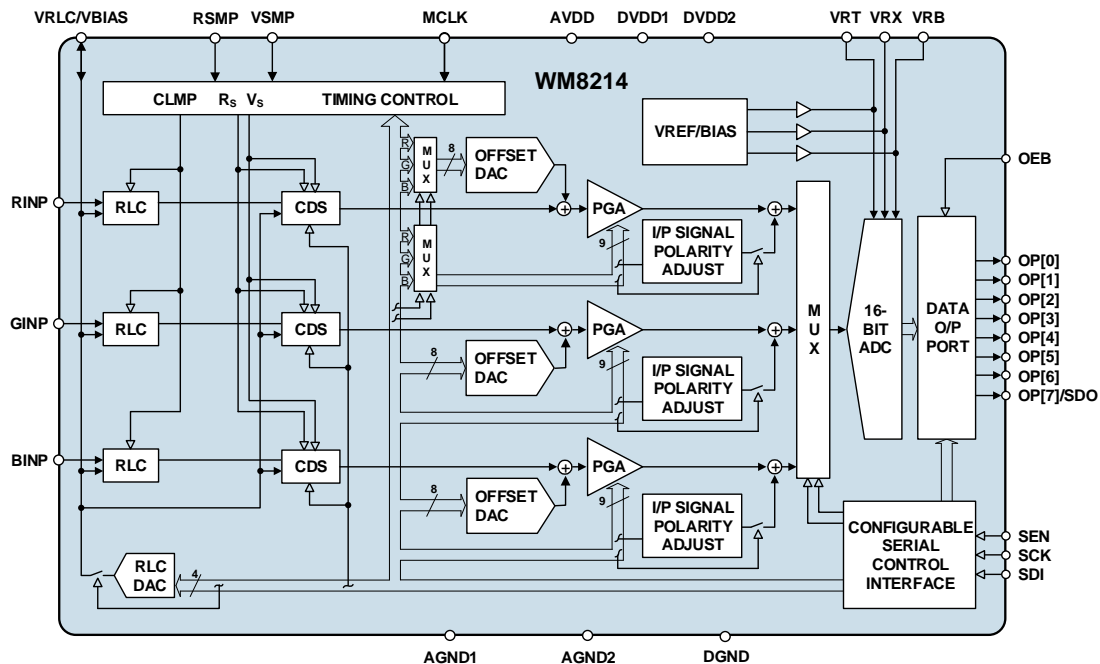 VRLC/VBIAS RSMP VSMP MCLK AVDD DVDD1 DVDD2 VRT VRX VRB
WM8214
CLMP RS VS TIMING CONTROL
VREF/BIAS
OEB
R
G
B
MUX
8
OFFSET
DAC
RINP
RLC
CDS
PGA
9
I/P SIGNAL
POLARITY
ADJUST
R
G
B
MUX
GINP
RLC
CDS
8
OFFSET
DAC
PGA
9
I/P SIGNAL
POLARITY
ADJUST
BINP
RLC
CDS
8
OFFSET
DAC
PGA
9
I/P SIGNAL
POLARITY
ADJUST
MUX
16-
BIT
ADC
DATA
O/P
PORT
OP[0]
OP[1]
OP[2]
OP[3]
OP[4]
OP[5]
OP[6]
OP[7]/SDO
RLC
DAC
4
CONFIGURABLE
SERIAL
CONTROL
INTERFACE
SEN
SCK
SDI
AGND1 AGND2 DGND